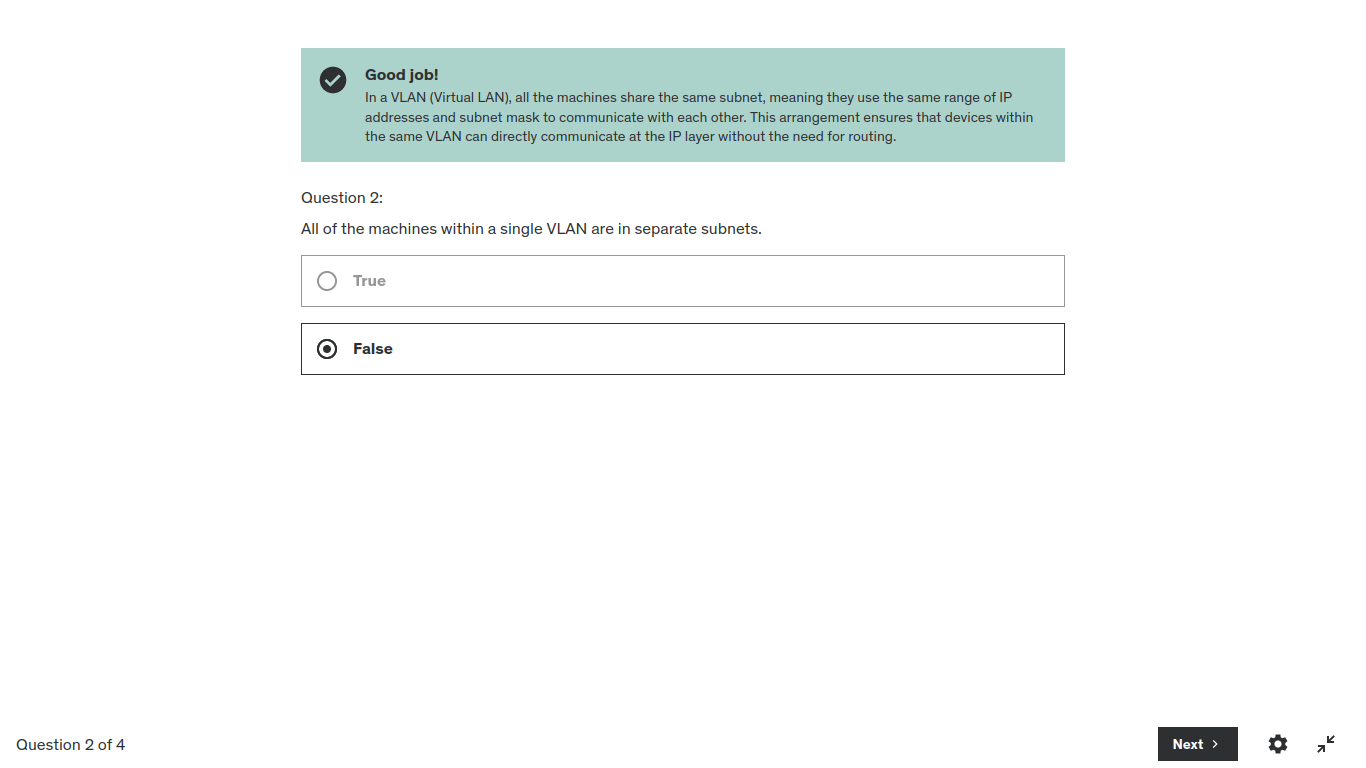 Good job!
In a VLAN (Virtual LAN), all the machines share the same subnet, meaning they use the same range of IP
addresses and subnet mask to communicate with each other. This arrangement ensures that devices within
the same VLAN can directly communicate at the IP layer without the need for routing.
Question 2:
All of the machines within a single VLAN are in separate subnets.
True
False
Question 2 of 4
Next